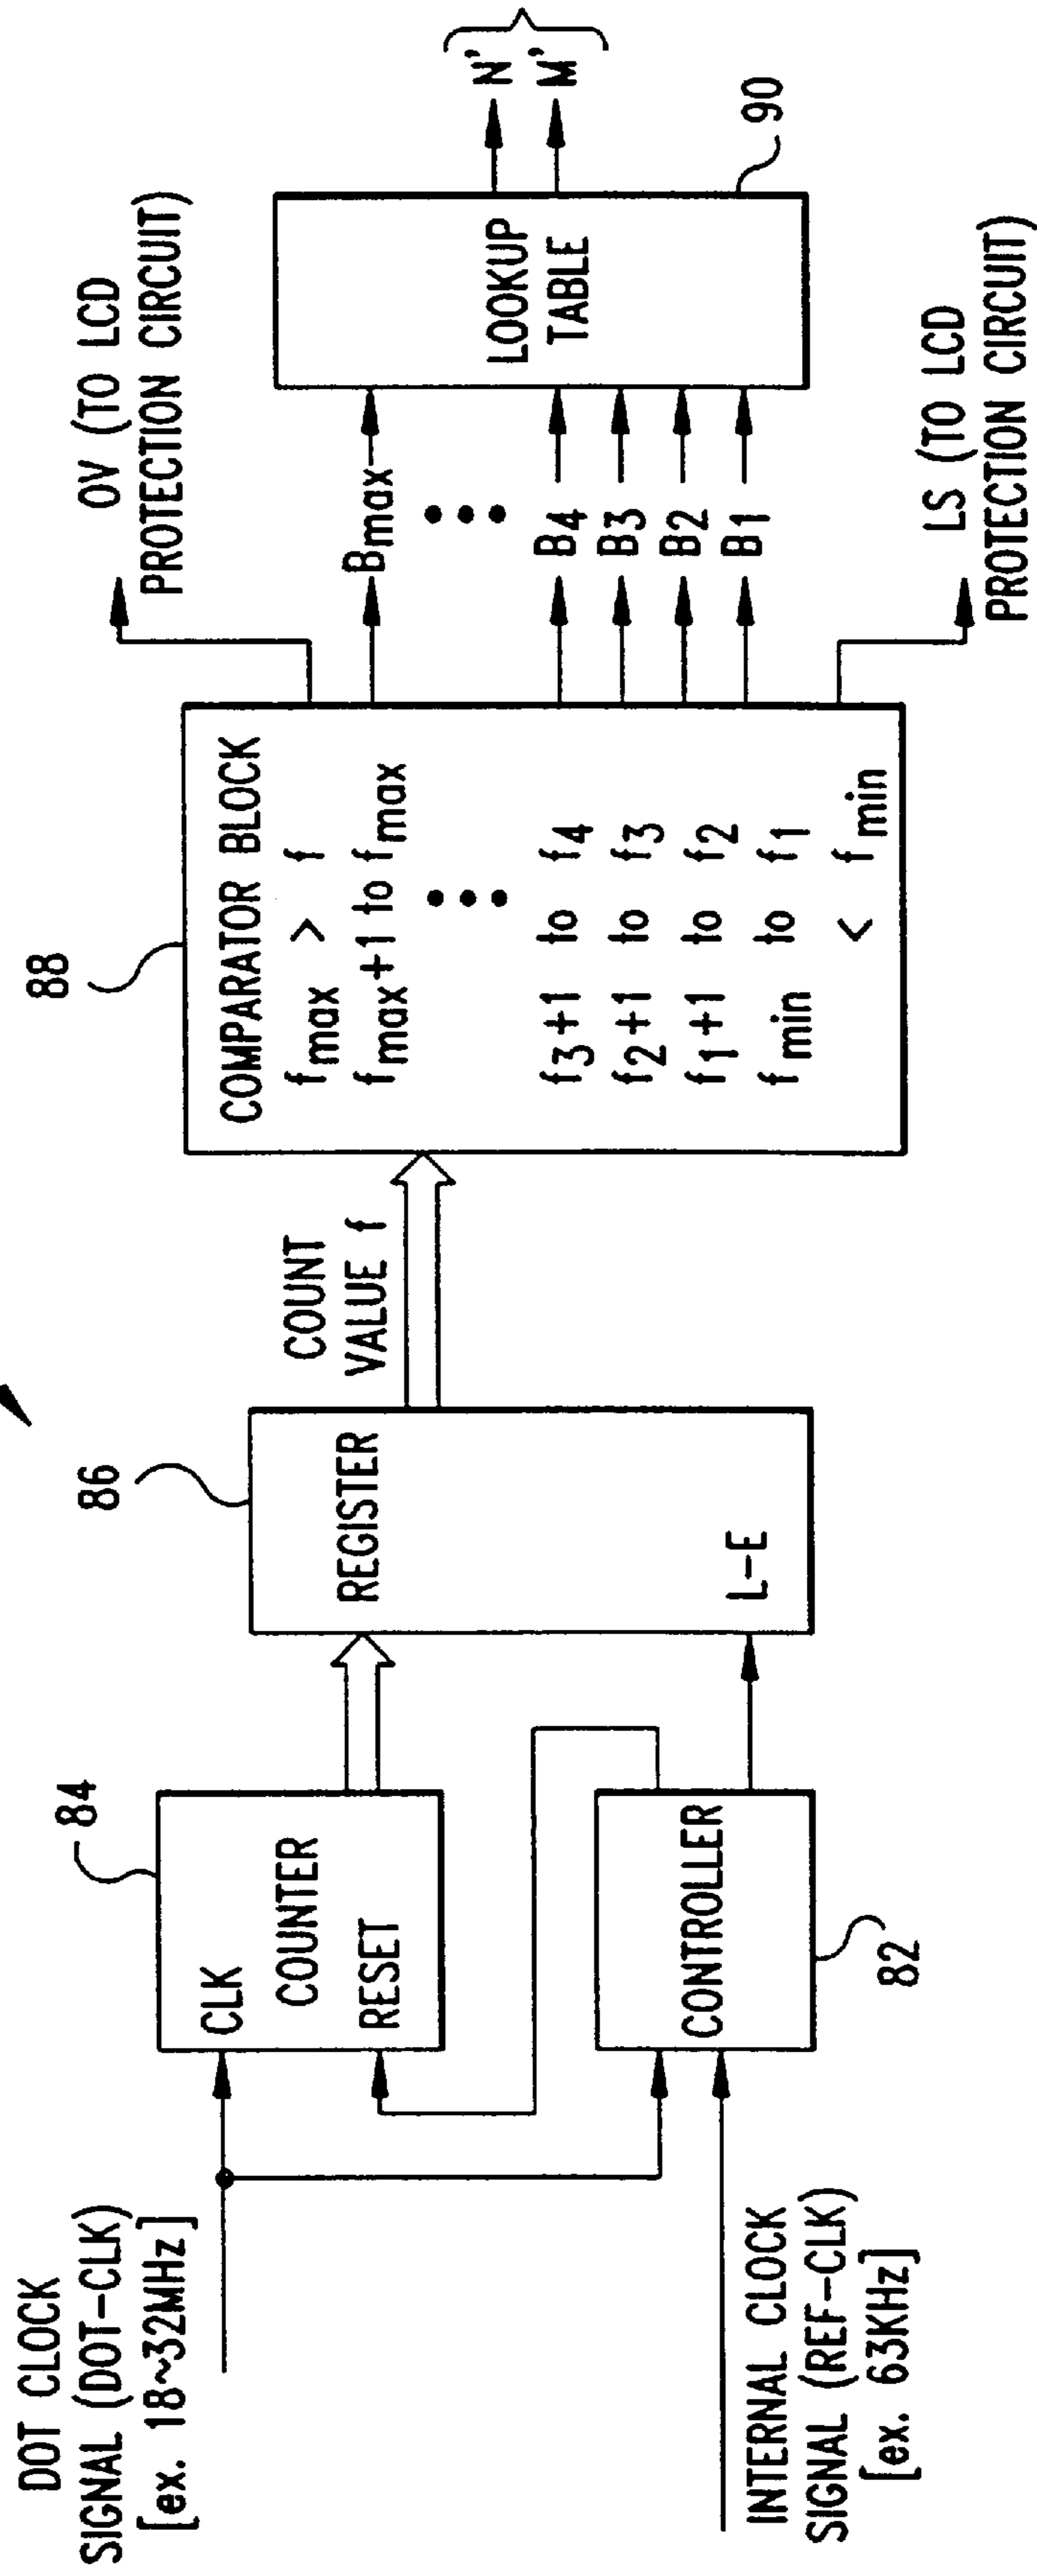 DOT CLOCK
SIGNAL (DOT-CLK)
[ex. 18~32MHz]
INTERNAL CLOCK
SIGNAL (REF-CLK)
[ex. 63KHz]
84
CLK
COUNTER
RESET
CONTROLLER
82
86
REGISTER
L-E
COUNT
VALUE f
88
COMPARATOR BLOCK
fmax > f
fmax+1 to fmax
f3+1 to f4
f2+1 to f3
f1+1 to f2
fmin to f1
< fmin
OV (TO LCD
PROTECTION CIRCUIT)
Bmax
B4
B3
B2
B1
LS (TO LCD
PROTECTION CIRCUIT)
LOOKUP
TABLE
90
N'
M'